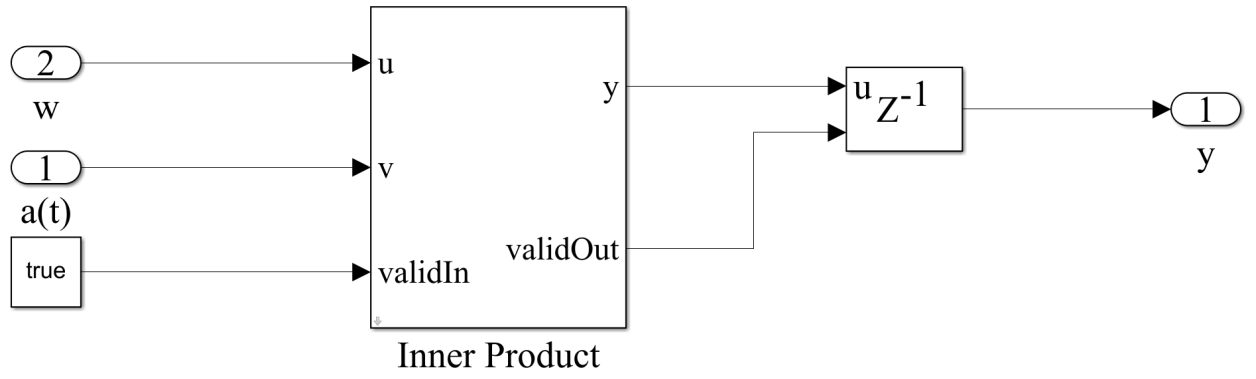 2
w
1
a(t)
true
u
v
validIn
y
validOut
Inner Product
u Z-1
1
y